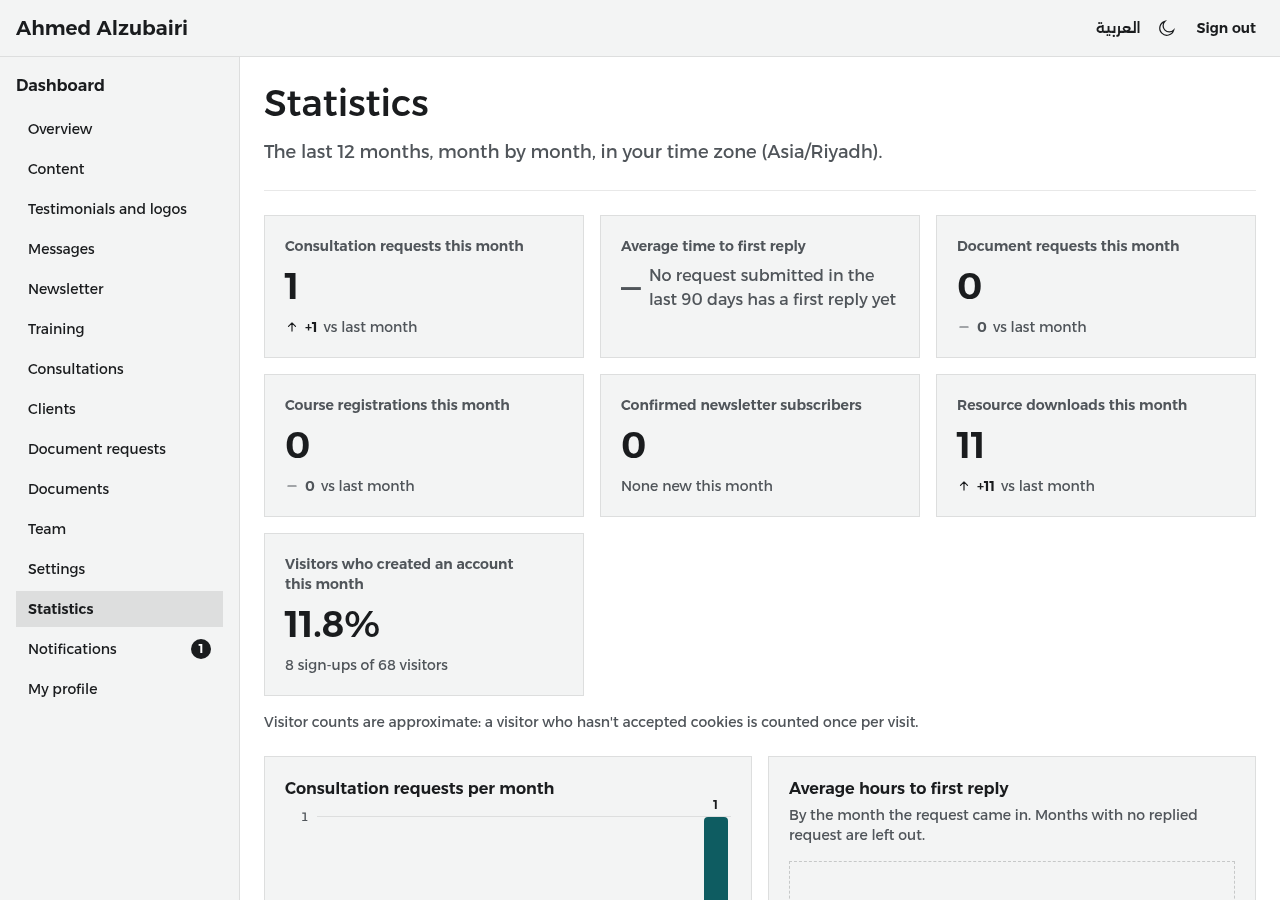 Ahmed Alzubairi
العربية
Sign out
Dashboard
Overview
Content
Testimonials and logos
Messages
Newsletter
Training
Consultations
Clients
Document requests
Documents
Team
Settings
Statistics
Notifications
1
My profile
Statistics
The last 12 months, month by month, in your time zone (Asia/Riyadh).
Consultation requests this month
1
↑ +1 vs last month
Average time to first reply
— No request submitted in the
last 90 days has a first reply yet
Document requests this month
0
— 0 vs last month
Course registrations this month
0
— 0 vs last month
Confirmed newsletter subscribers
0
None new this month
Resource downloads this month
11
↑ +11 vs last month
Visitors who created an account
this month
11.8%
8 sign-ups of 68 visitors
Visitor counts are approximate: a visitor who hasn't accepted cookies is counted once per visit.
Consultation requests per month
1
1
Average hours to first reply
By the month the request came in. Months with no replied
request are left out.